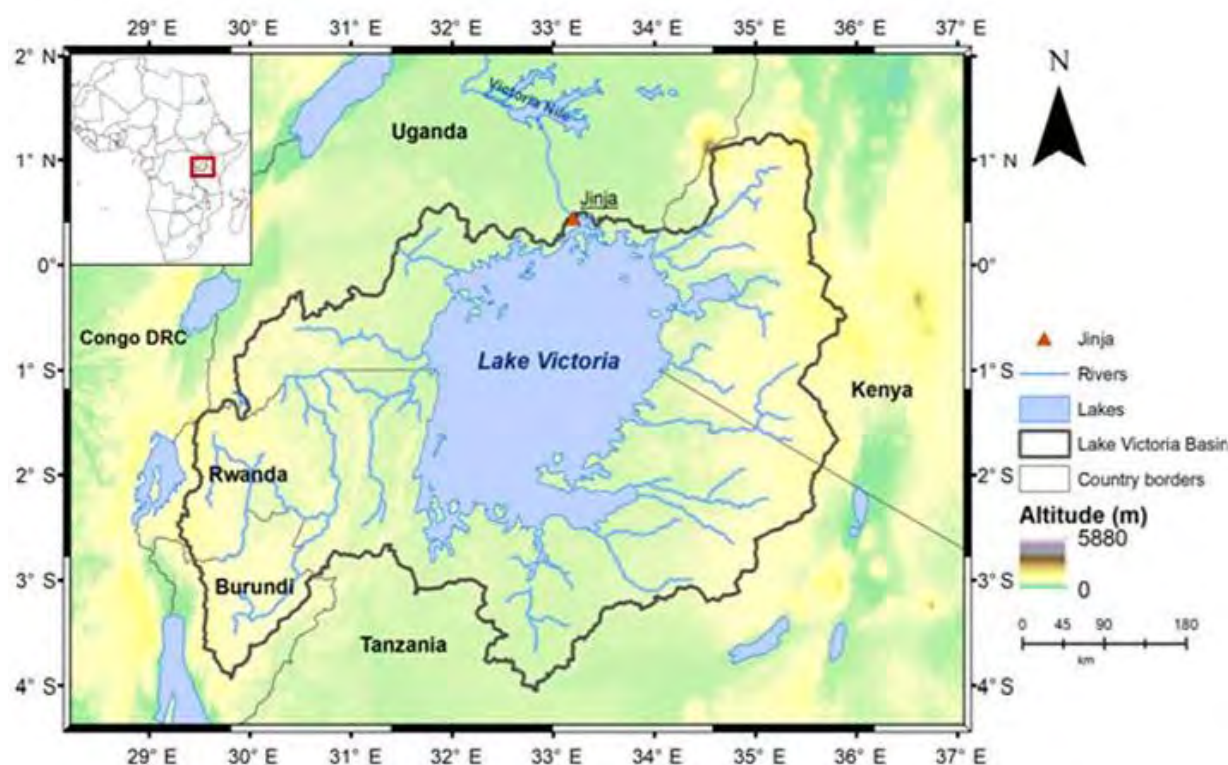 29° E 30° E 31° E 32° E 33° E 34° E 35° E 36° E 37° E
2° N
N
Victoria Nile
Uganda
1° N 1° N
Jinja
0° 0°
Congo DRC
Jinja
Lake Victoria
Rivers
1° S 1° S
Kenya
Lakes
Lake Victoria Basin
Rwanda
2° S 2° S
Country borders
Altitude (m)
5880
Burundi
3° S 3° S
0
0 45 90 180
Tanzania
km
4° S 4° S
29° E 30° E 31° E 32° E 33° E 34° E 35° E 36° E 37° E